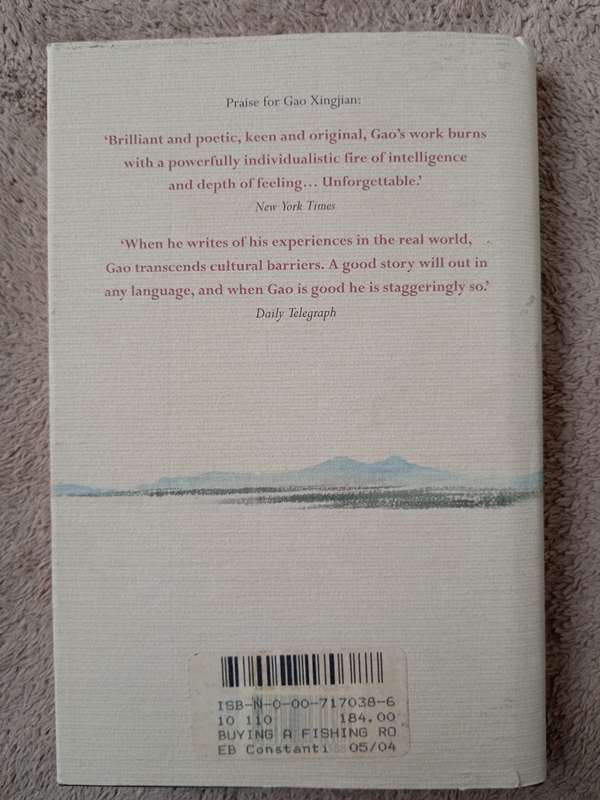 Praise for Gao Xingjian:
‘Brilliant and poetic, keen and original, Gao’s work burns
with a powerfully individualistic fire of intelligence
and depth of feeling... Unforgettable.’
New York Times
‘When he writes of his experiences in the real world,
Gao transcends cultural barriers. A good story will out in
any language, and when Gao is good he is staggeringly so.’
Daily Telegraph
ISB-N-0-00-717038-6
10 110 184.00
BUYING A FISHING RO
EB Constanti 05/04